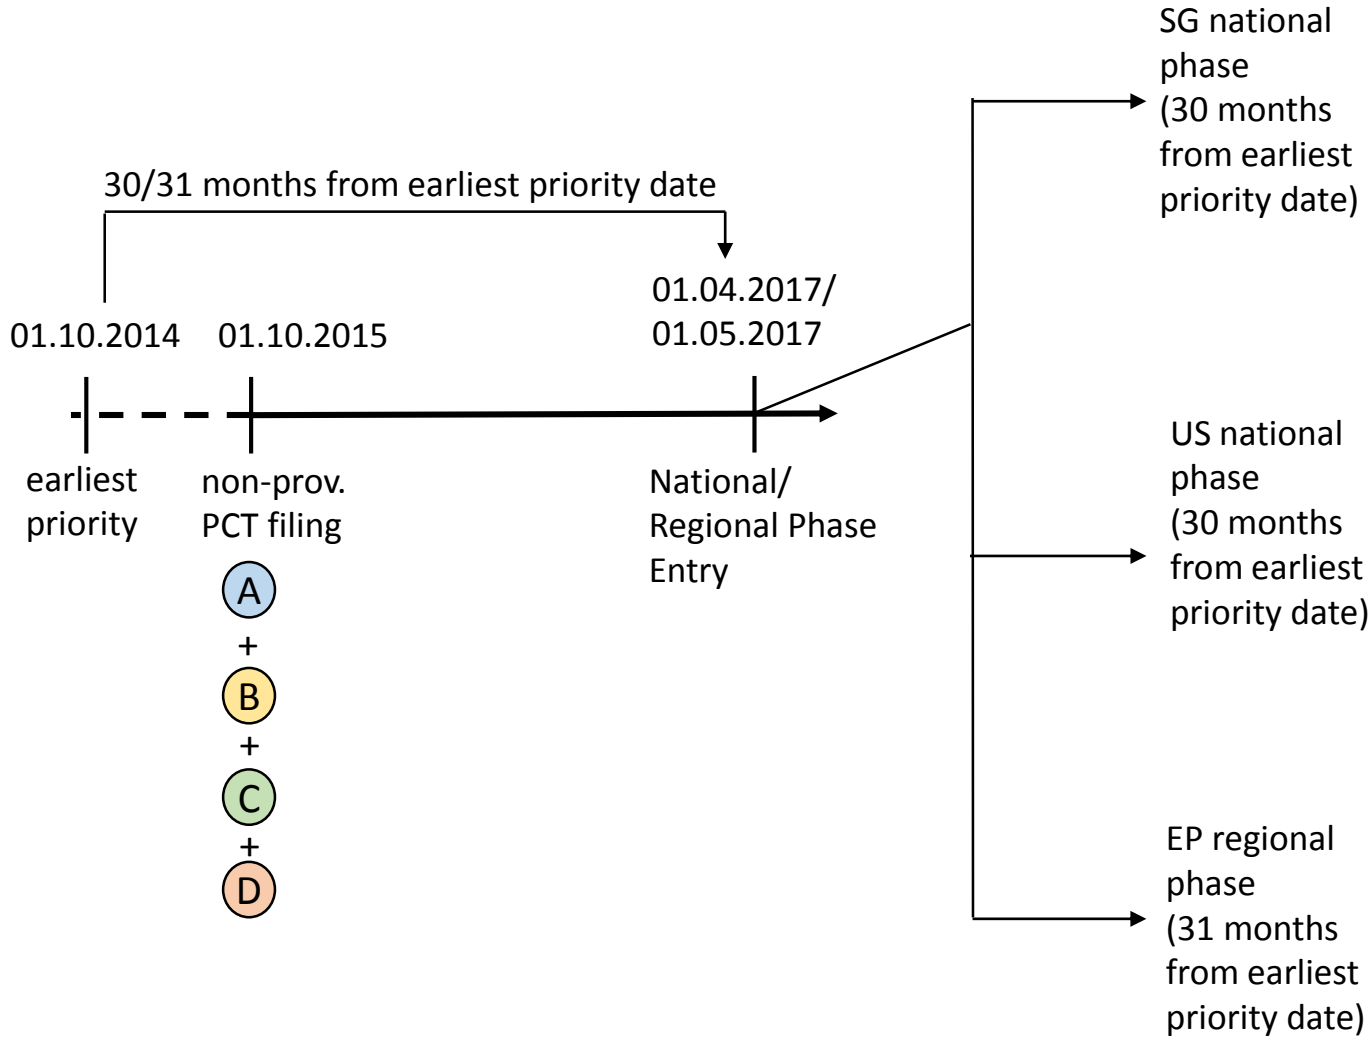 30/31 months from earliest priority date
01.10.2014
01.10.2015
01.04.2017/
01.05.2017
earliest
priority
non-prov.
PCT filing
A
+
B
+
C
+
D
National/
Regional Phase
Entry
SG national
phase
(30 months
from earliest
priority date)
US national
phase
(30 months
from earliest
priority date)
EP regional
phase
(31 months
from earliest
priority date)